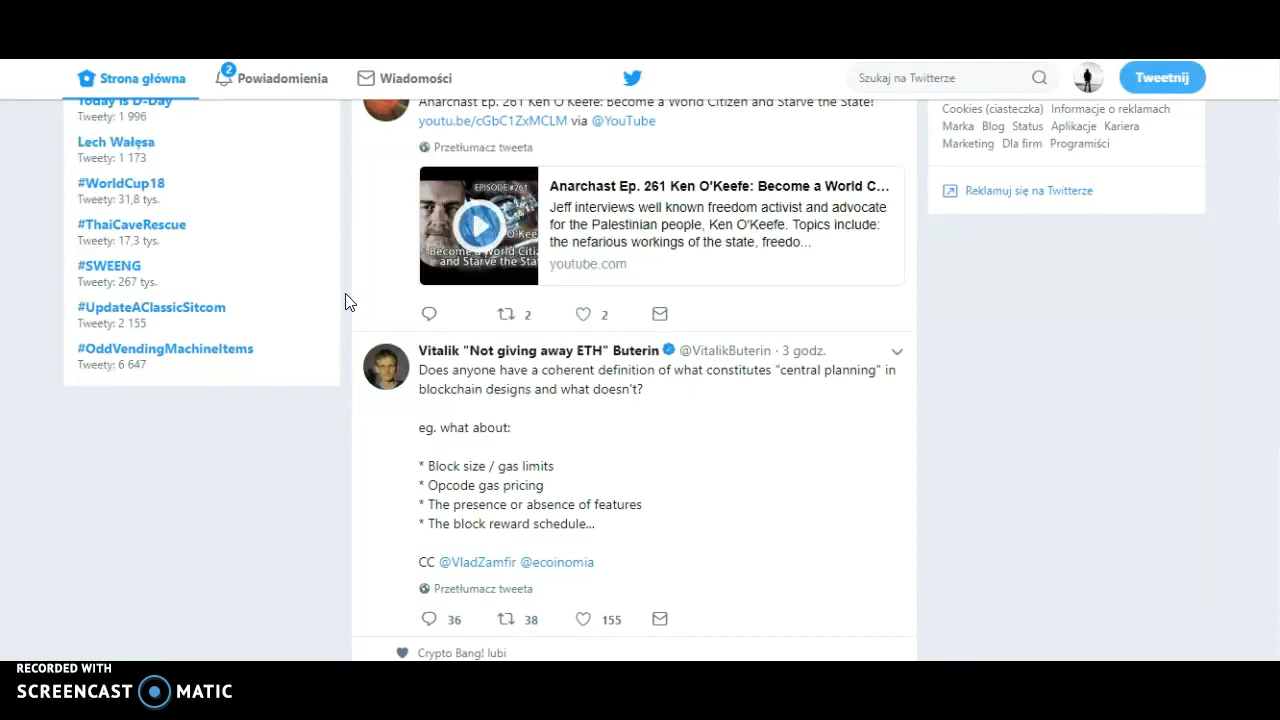 Strona główna
2
Powiadomienia
Wiadomości
Szukaj na Twitterze
Tweetnij
Today is D-Day
Tweety: 1 996
Lech Wałęsa
Tweety: 1 173
#WorldCup18
Tweety: 31,8 tys.
#ThaiCaveRescue
Tweety: 17,3 tys.
#SWEENG
Tweety: 267 tys.
#UpdateAClassicSitcom
Tweety: 2 155
#OddVendingMachineItems
Tweety: 6 647
Anarchast Ep. 261 Ken O'Keefe: Become a World Citizen and Starve the State!
youtu.be/cGbC1ZxMCLM via @YouTube
Przetłumacz tweeta
EPISODE #261
Become a World Citi
and Starve the Sta
Anarchast Ep. 261 Ken O'Keefe: Become a World C...
Jeff interviews well known freedom activist and advocate
for the Palestinian people, Ken O'Keefe. Topics include:
the nefarious workings of the state, freedo...
youtube.com
2
2
Vitalik "Not giving away ETH" Buterin @VitalikButerin · 3 godz.
Does anyone have a coherent definition of what constitutes "central planning" in
blockchain designs and what doesn't?
eg. what about:
* Block size / gas limits
* Opcode gas pricing
* The presence or absence of features
* The block reward schedule...
CC @VladZamfir @ecoinomia
Przetłumacz tweeta
36
38
155
Crypto Bang! lubi
Cookies (ciasteczka) Informacje o reklamach
Marka Blog Status Aplikacje Kariera
Marketing Dla firm Programiści
Reklamuj się na Twitterze
RECORDED WITH
SCREENCAST MATIC